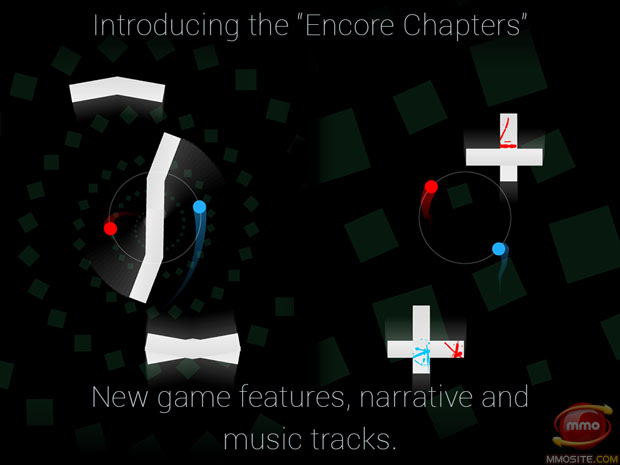 Introducing the "Encore Chapters"
New game features, narrative and
music tracks.
mmo
MMOSITE.COM